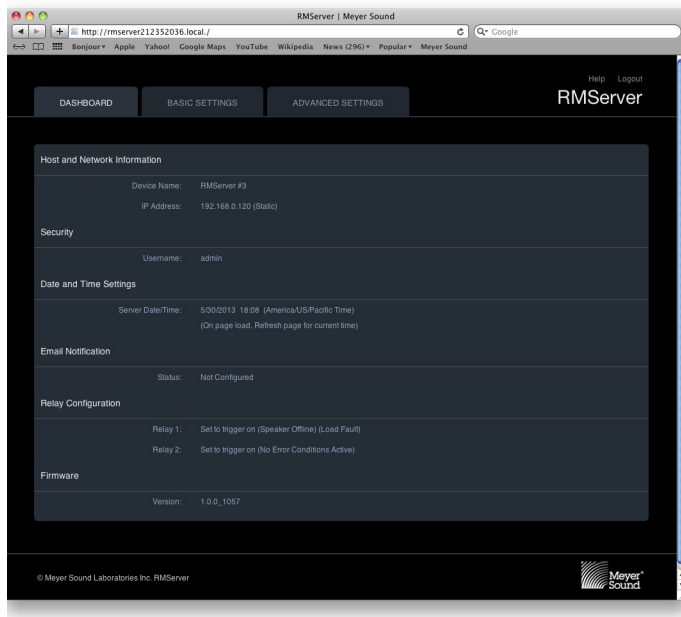 RMServer | Meyer Sound
http://rmserver212352036.local./
Google
Bonjour Apple Yahoo! Google Maps YouTube Wikipedia News (296) Popular Meyer Sound
Help Logout
DASHBOARD BASIC SETTINGS ADVANCED SETTINGS RMServer
Host and Network Information
Device Name: RMServer #3
IP Address: 192.168.0.120 (Static)
Security
Username: admin
Date and Time Settings
Server Date/Time: 5/30/2013 18:08 (America/US/Pacific Time)
(On page load, Refresh page for current time)
Email Notification
Status: Not Configured
Relay Configuration
Relay 1: Set to trigger on (Speaker Offline) (Load Fault)
Relay 2: Set to trigger on (No Error Conditions Active)
Firmware
Version: 1.0.0_1057
© Meyer Sound Laboratories Inc. RMServer
Meyer®
Sound